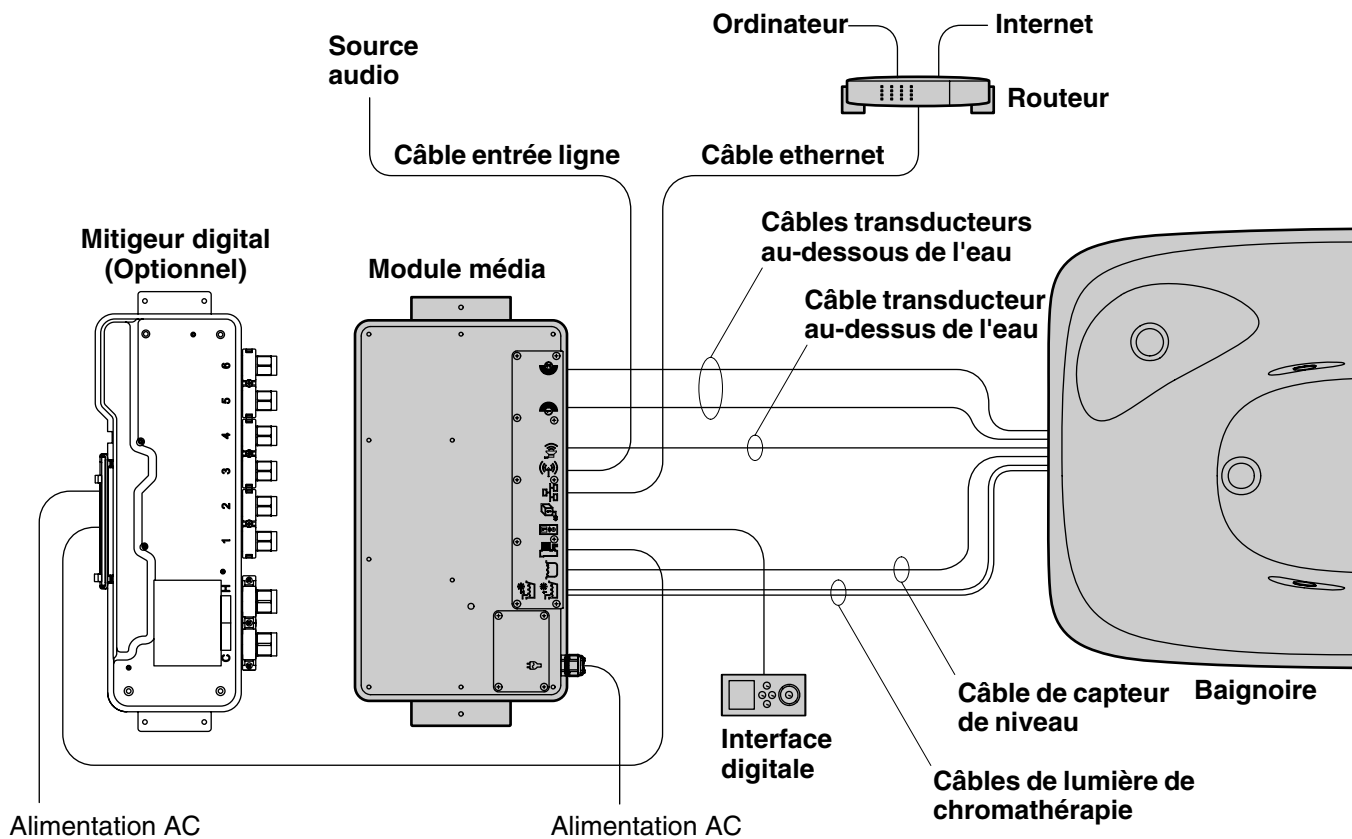 Ordinateur
Internet
Source
audio
Routeur
Câble entrée ligne
Câble ethernet
Câbles transducteurs
au-dessous de l'eau
Mitigeur digital
(Optionnel)
Module média
Câble transducteur
au-dessus de l'eau
6
5
4
3
2
1
H
C
Câble de capteur
de niveau
Baignoire
Interface
digitale
Câbles de lumière de
chromathérapie
Alimentation AC
Alimentation AC